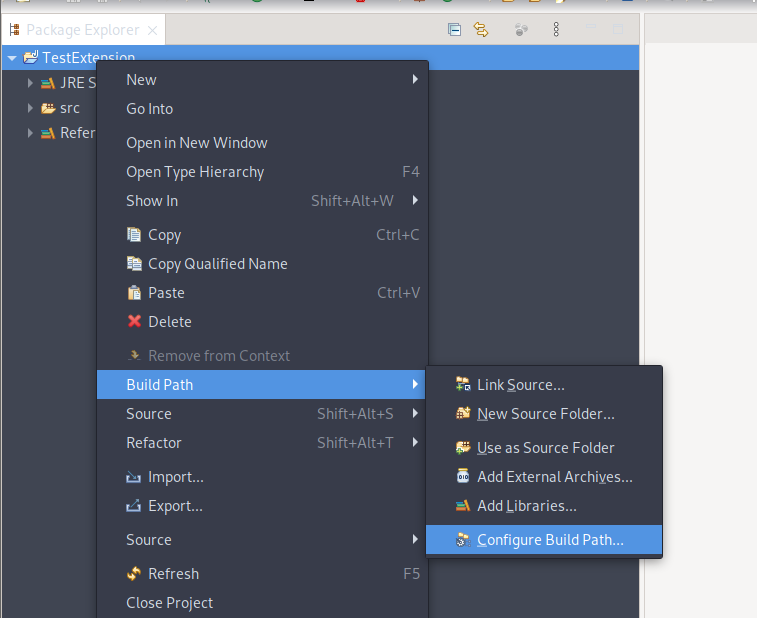 Package Explorer
TestExtension
JRE S
src
Refer
New
Go Into
Open in New Window
Open Type Hierarchy F4
Show In Shift+Alt+W
Copy Ctrl+C
Copy Qualified Name
Paste Ctrl+V
Delete
Remove from Context
Build Path
Source Shift+Alt+S
Refactor Shift+Alt+T
Import...
Export...
Source
Refresh F5
Close Project
Link Source...
New Source Folder...
Use as Source Folder
Add External Archives...
Add Libraries...
Configure Build Path...